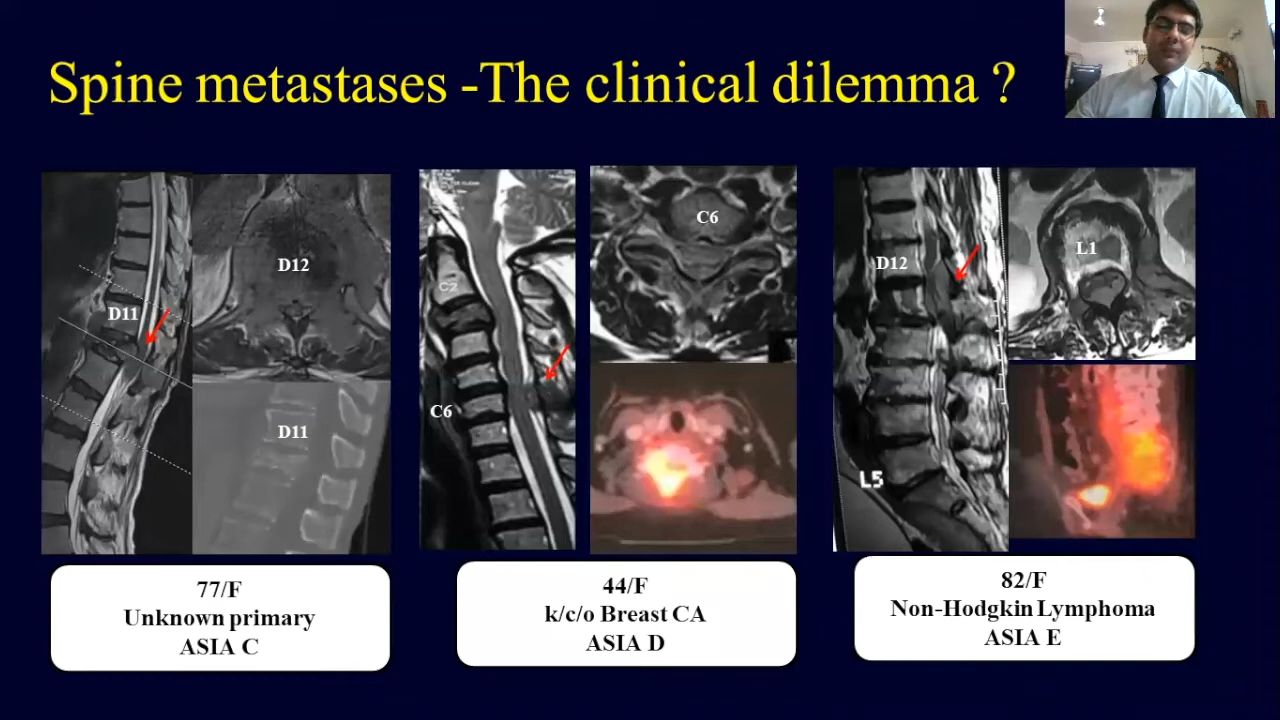 Spine metastases -The clinical dilemma ?
D12
D11
D11
C2
C6
C6
D12
L5
L1
77/F
Unknown primary
ASIA C
44/F
k/c/o Breast CA
ASIA D
82/F
Non-Hodgkin Lymphoma
ASIA E